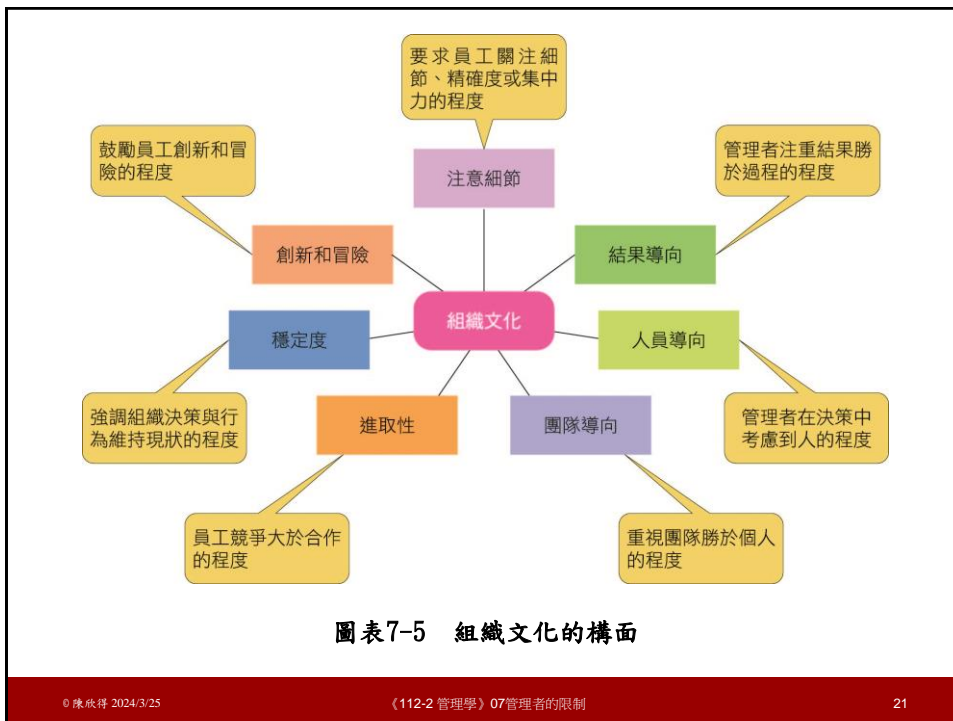 要求員工關注細
節、精確度或集中
力的程度
鼓勵員工創新和冒
險的程度
管理者注重結果勝
於過程的程度
注意細節
創新和冒險
結果導向
組織文化
穩定度
人員導向
強調組織決策與行
為維持現狀的程度
進取性
團隊導向
管理者在決策中
考慮到人的程度
員工競爭大於合作
的程度
重視團隊勝於個人
的程度
圖表7-5 組織文化的構面
© 陳欣得 2024/3/25
《112-2 管理學》07管理者的限制
21